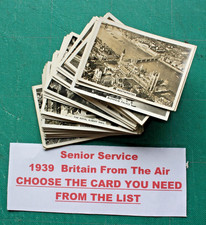 Senior Service
1939 Britain From The Air
CHOOSE THE CARD YOU NEED
FROM THE LIST